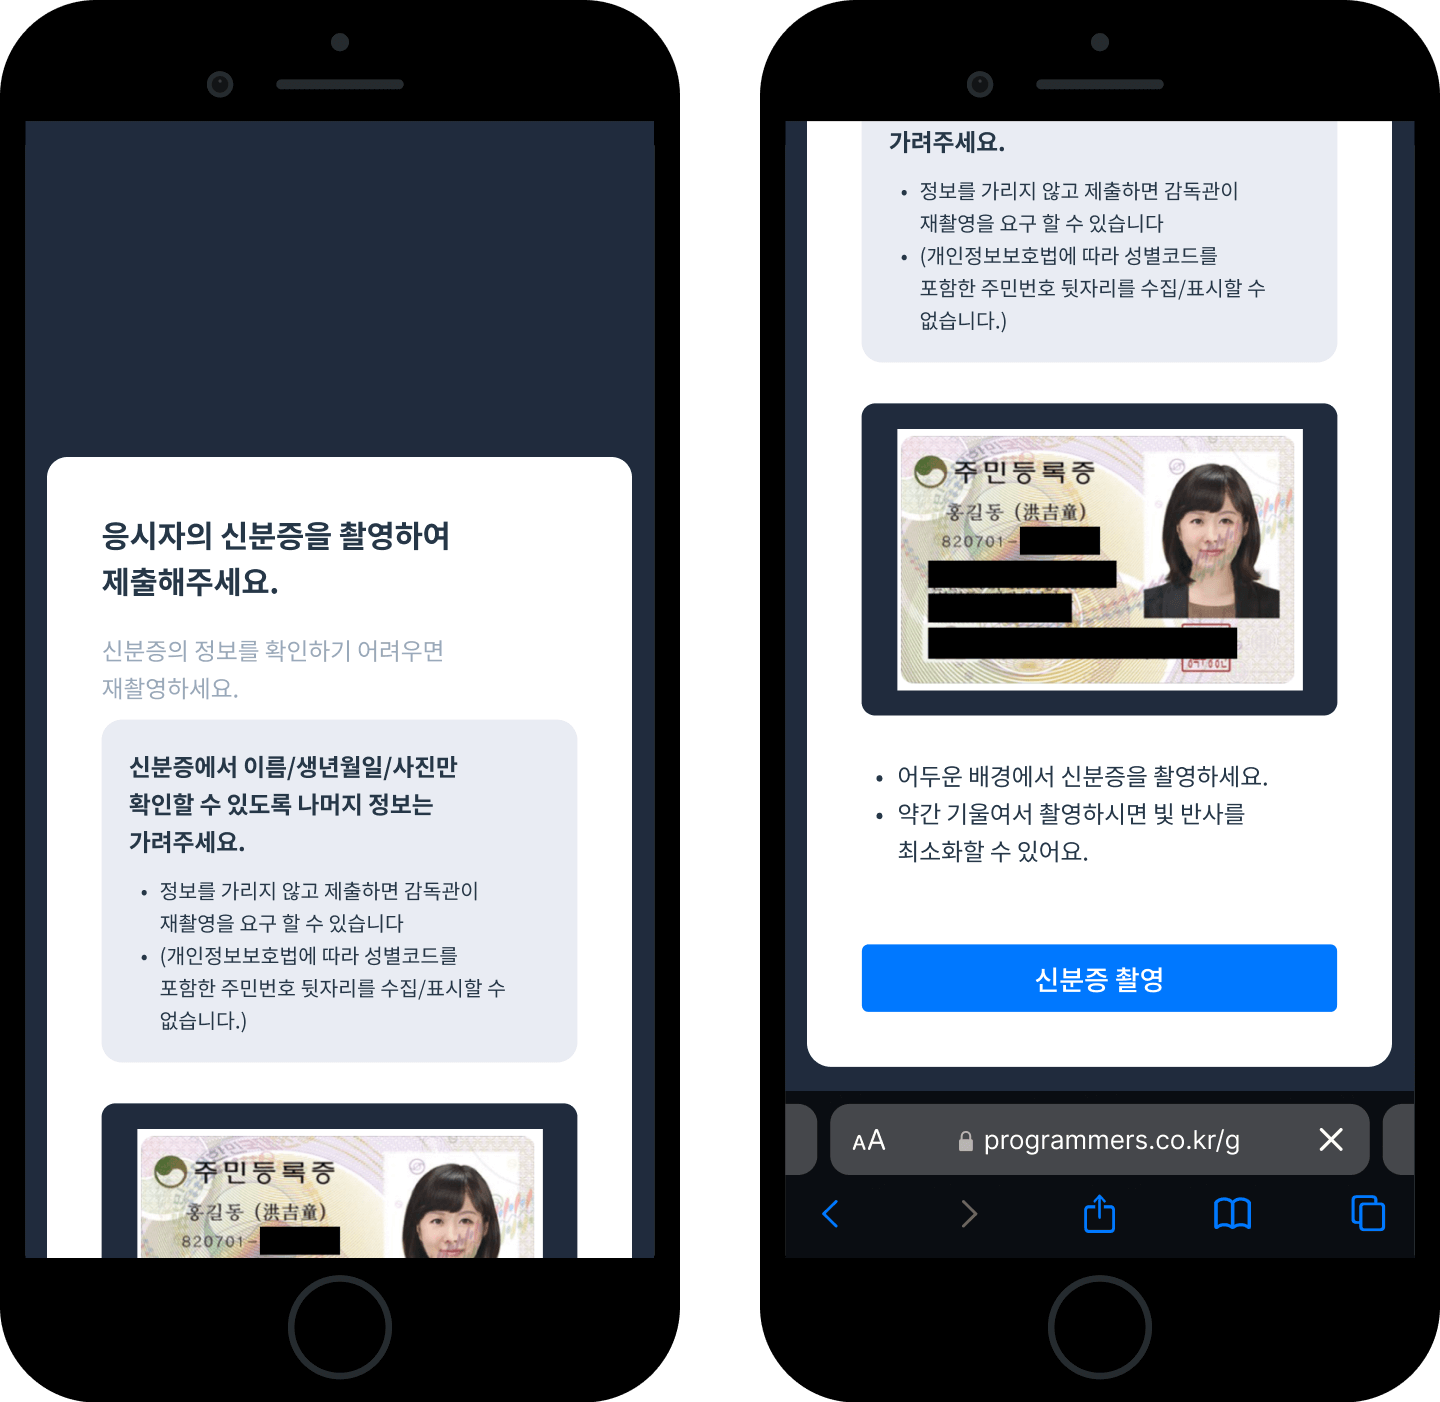 응시자의 신분증을 촬영하여
제출해주세요.
신분증의 정보를 확인하기 어려우면
재촬영하세요.
신분증에서 이름/생년월일/사진만
확인할 수 있도록 나머지 정보는
가려주세요.
• 정보를 가리지 않고 제출하면 감독관이
재촬영을 요구 할 수 있습니다
• (개인정보보호법에 따라 성별코드를
포함한 주민번호 뒷자리를 수집/표시할 수
없습니다.)
주민등록증
홍길동 (洪吉童)
820701-
가려주세요.
• 정보를 가리지 않고 제출하면 감독관이
재촬영을 요구 할 수 있습니다
• (개인정보보호법에 따라 성별코드를
포함한 주민번호 뒷자리를 수집/표시할 수
없습니다.)
주민등록증
홍길동 (洪吉童)
820701-
• 어두운 배경에서 신분증을 촬영하세요.
• 약간 기울여서 촬영하시면 빛 반사를
최소화할 수 있어요.
신분증 촬영
AA programmers.co.kr/g